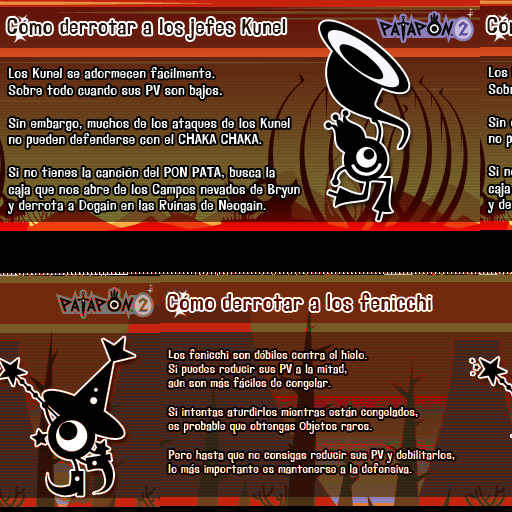 Cómo derrotar a los jefes Kunel
PATAPON 2
Có
Los Kunel se adormecen fácilmente.
Sobre todo cuando sus PV son bajos.
Sin embargo, muchos de los ataques de los Kunel
no pueden defenderse con el CHAKA CHAKA.
Si no tienes la canción del PON PATA, busca la
caja que nos abre de los Campos nevados de Bryun
y derrota a Dogain en las Ruinas de Neogain.
Los
Sob
Sin
no p
Si n
caja
y de
PATAPON 2
Cómo derrotar a los fenicchi
Los fenicchi son débiles contra el hielo.
Si puedes reducir sus PV a la mitad,
aun son más fáciles de congelar.
Si intentas aturdirlos mientras están congelados,
es probable que obtengas Objetos raros.
Pero hasta que no consigas reducir sus PV y debilitarlos,
lo más importante es mantenerse a la defensiva.